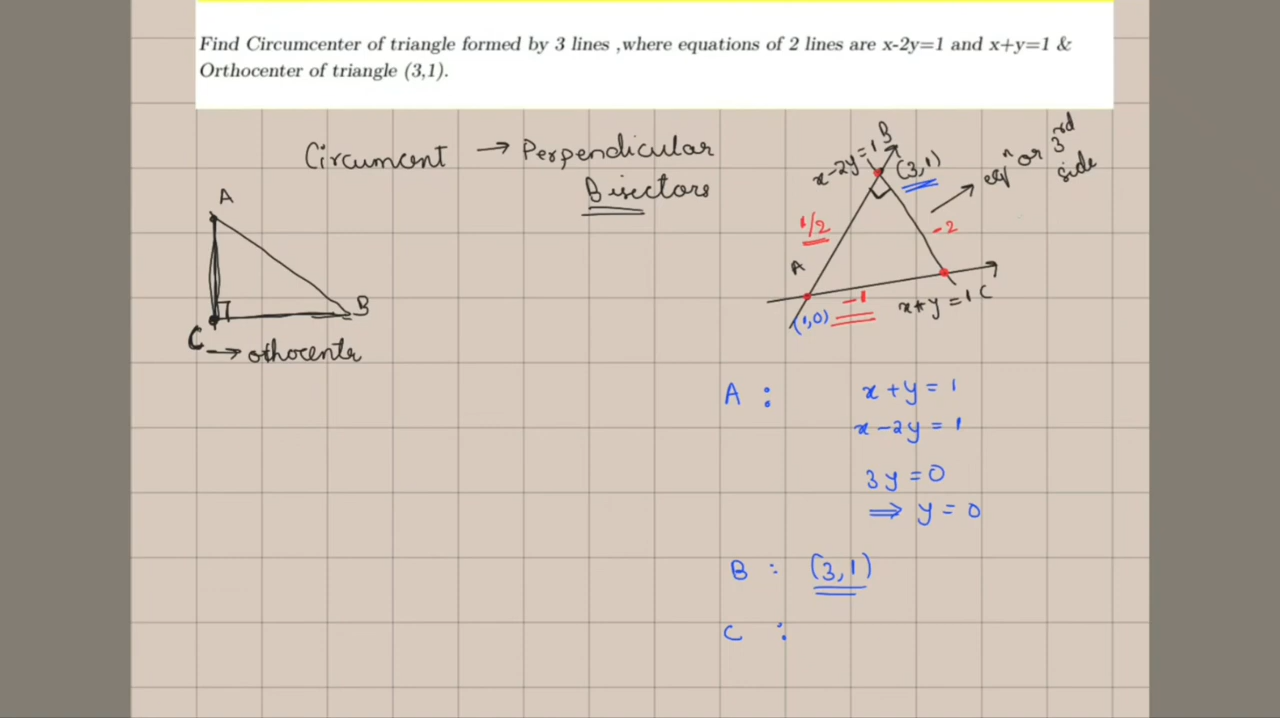 Find Circumcenter of triangle formed by 3 lines ,where equations of 2 lines are x-2y=1 and x+y=1 &
Orthocenter of triangle (3,1).
Circumcent → Perpendicular
Bisectors
A
B
C
→ othocente
B
x-2y=1
(3,1)
eqⁿ or 3rd
side
1/2
-2
A
(1,0)
-1
x+y=1
C
A :
x+y=1
x-2y=1
3y=0
⇒ y=0
B : (3,1)
C :